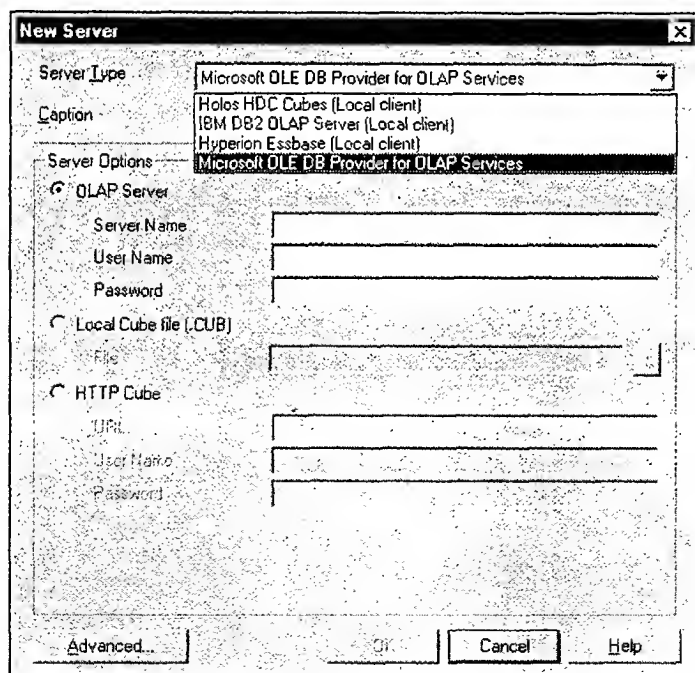 New Server
Server Type
Microsoft OLE DB Provider for OLAP Services
Holos HDC Cubes (Local client)
Caption
IBM DB2 OLAP Server (Local client)
Hyperion Essbase (Local client)
Server Options
Microsoft OLE DB Provider for OLAP Services
OLAP Server
Server Name
User Name
Password
Local Cube file (.CUB)
File
HTTP Cube
URL
User Name
Password
Advanced...
OK
Cancel
Help